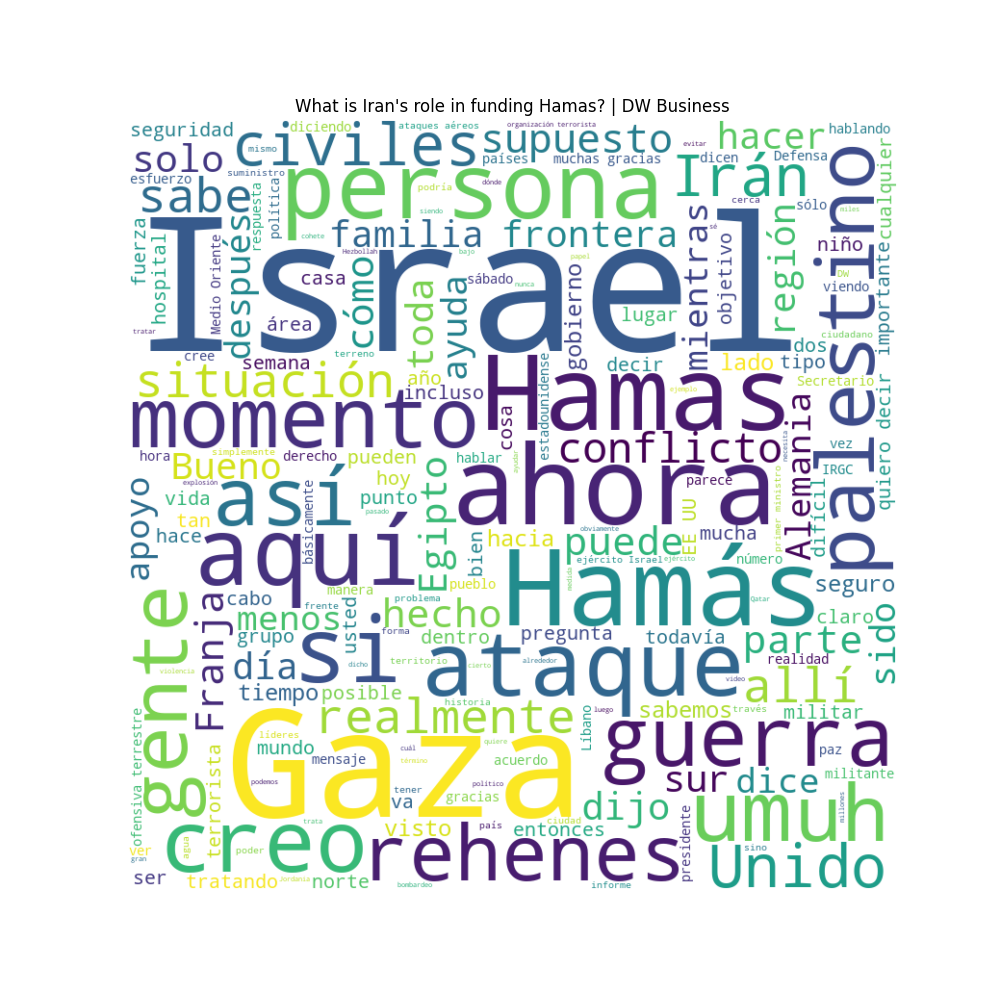 What is Iran's role in funding Hamas? | DW Business
seguridad
diciendo
ataques aéreos
organización terrorista
civiles
supuesto
hacer
hablando
solo
mismo
países
muchas gracias
evitar
dicen
Defensa
esfuerzo
suministro
persona
Irán
cualquier
sabe
política
respuesta
podría
dónde
cerca
sólo
miles
palestino
Israel
siendo
familia
frontera
mientras
región
niño
fuerza
hospital
Medio Oriente
después
cohete
Hezbollah
bajo
papel
sé
casa
cómo
toda
ayuda
sábado
nunca
gobierno
objetivo
DW
viendo
importante
área
lugar
tratar
ciudadano
cree
semana
terreno
decir
lado
tipo
dos
situación
año
incluso
estadounidense
Hamas
ejemplo
Secretario
momento
cosa
conflicto
necesita
Alemania
quiero decir
hora
simplemente
derecho
Bueno
pueden
hablar
ayudar
ahora
parece
vez
IRGC
explosión
hoy
apoyo
vida
así
básicamente
punto
pasado
Egipto
EE UU
primer ministro
difícil
tan
hace
aquí
bien
hacia
obviamente
puede
mucha
ejército Israel
ejército
número
manera
pueblo
Hamás
medida
Qatar
seguro
gente
Franja
cabo
frente
problema
menos
usted
hecho
claro
grupo
forma
dentro
pregunta
todavía
parte
sido
violencia
día
si
dicho
territorio
cierto
alrededor
ataque
realidad
video
allí
tiempo
posible
historia
sabemos
través
militar
ofensiva terrestre
terrorista
Gaza
realmente
Líbano
luego
guerra
líderes
mundo
cuál
quiere
mensaje
término
acuerdo
paz
podemos
político
sur
dice
militante
tener
va
gracias
dijo
umuh
millones
trata
creo
visto
ciudad
entonces
país
rehenes
presidente
sino
ver
gran
agua
poder
Unido
ser
tratando
Jordania
norte
bombardeo
informe